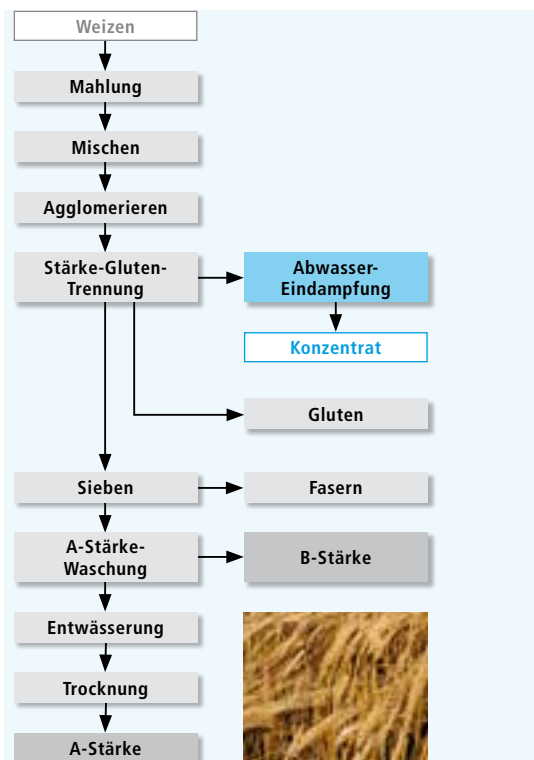 Weizen
Mahlung
Mischen
Agglomerieren
Stärke-Gluten-
Trennung
Abwasser-
Eindampfung
Konzentrat
Gluten
Sieben
Fasern
A-Stärke-
Waschung
B-Stärke
Entwässerung
Trocknung
A-Stärke